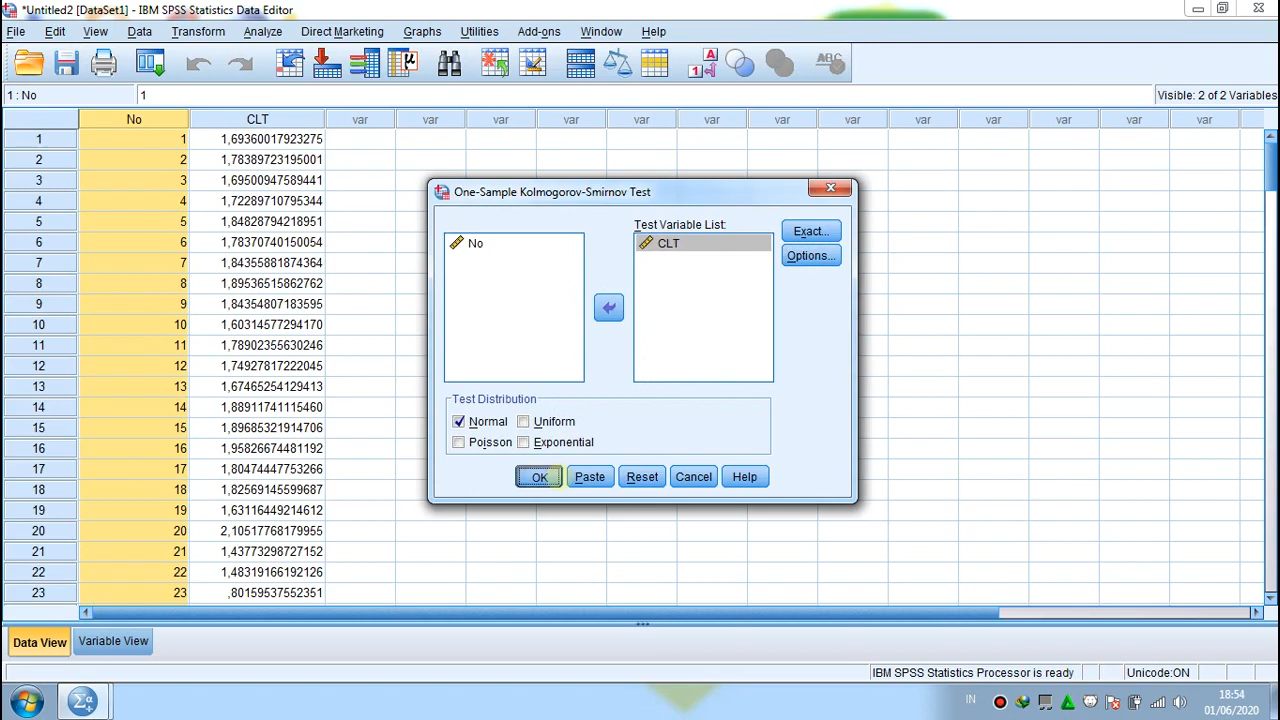 *Untitled2 [DataSet1] - IBM SPSS Statistics Data Editor
File Edit View Data Transform Analyze Direct Marketing Graphs Utilities Add-ons Window Help
1 : No 1 Visible: 2 of 2 Variables
No CLT var var var var var var var var var var var var var
1 1 1,69360017923275
2 2 1,78389723195001
3 3 1,69500947589441
4 4 1,72289710795344
5 5 1,84828794218951
6 6 1,78370740150054
7 7 1,84355881874364
8 8 1,89536515862762
9 9 1,84354807183595
10 10 1,60314577294170
11 11 1,78902355630246
12 12 1,74927817222045
13 13 1,67465254129413
14 14 1,88911741115460
15 15 1,89685321914706
16 16 1,95826674481192
17 17 1,80474447753266
18 18 1,82569145599687
19 19 1,63116449214612
20 20 2,10517768179955
21 21 1,43773298727152
22 22 1,48319166192126
23 23 ,80159537552351
One-Sample Kolmogorov-Smirnov Test
Test Variable List:
No CLT
Exact...
Options...
Test Distribution
Normal Uniform
Poisson Exponential
OK Paste Reset Cancel Help
Data View Variable View
IBM SPSS Statistics Processor is ready Unicode:ON
IN 18:54
01/06/2020